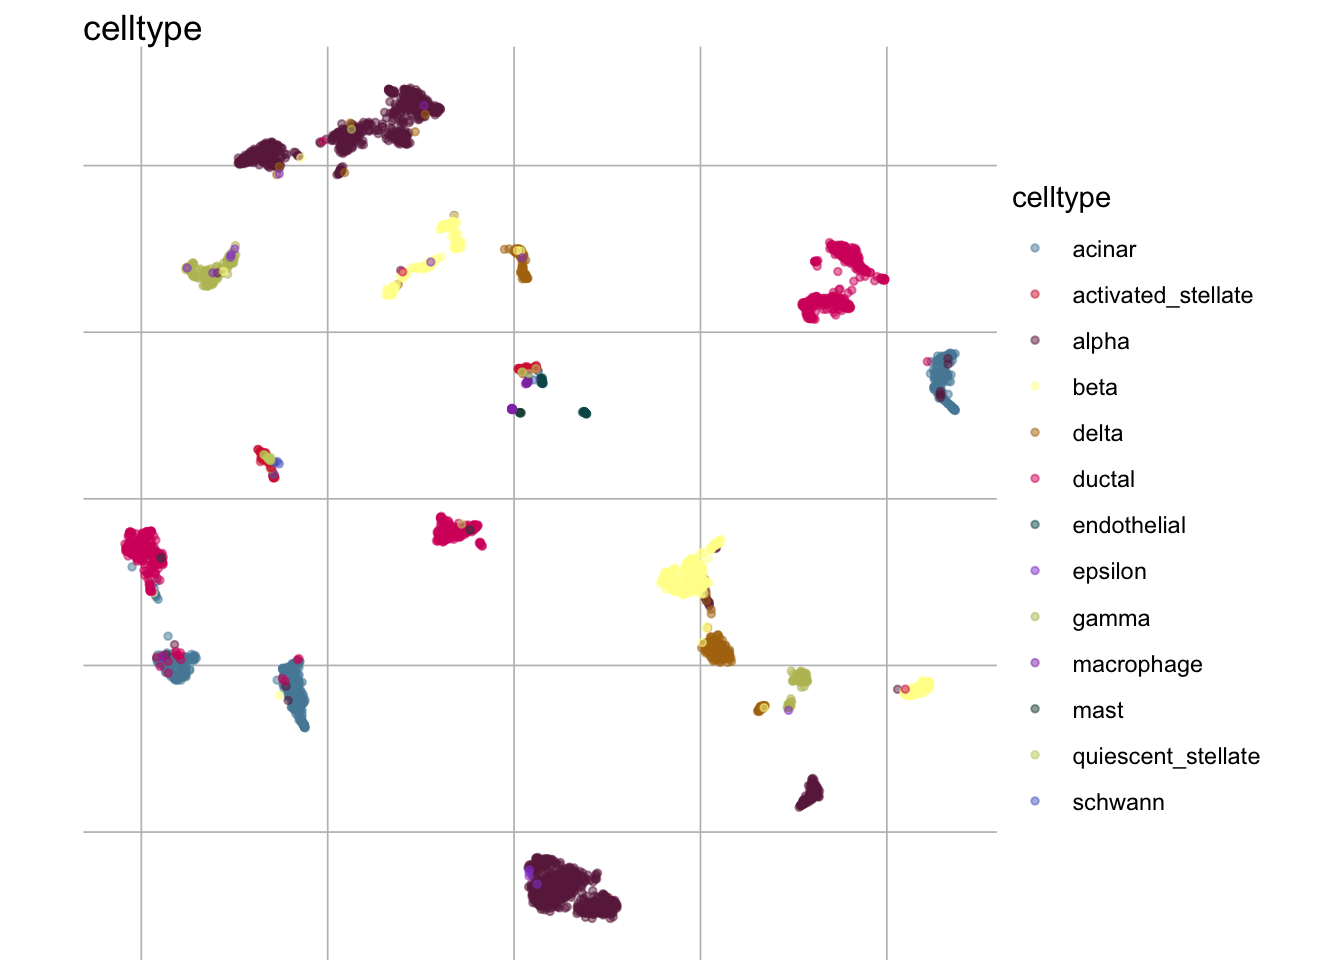 celltype
celltype
acinar
activated_stellate
alpha
beta
delta
ductal
endothelial
epsilon
gamma
macrophage
mast
quiescent_stellate
schwann